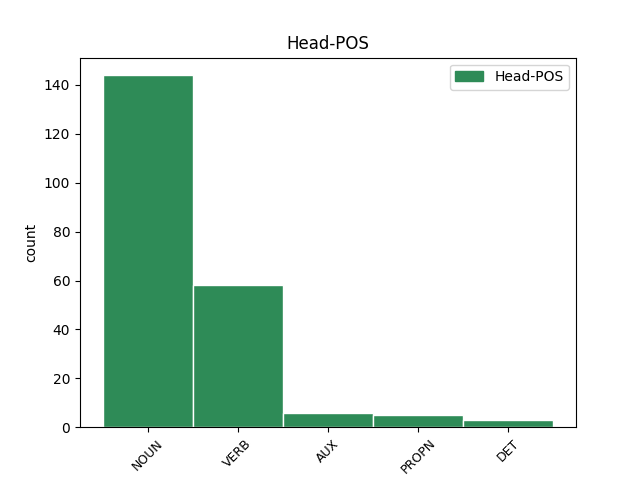 Head-POS
Head-POS
140
120
100
80
60
40
20
0
count
NOUN
VERB
AUX
PROPN
DET